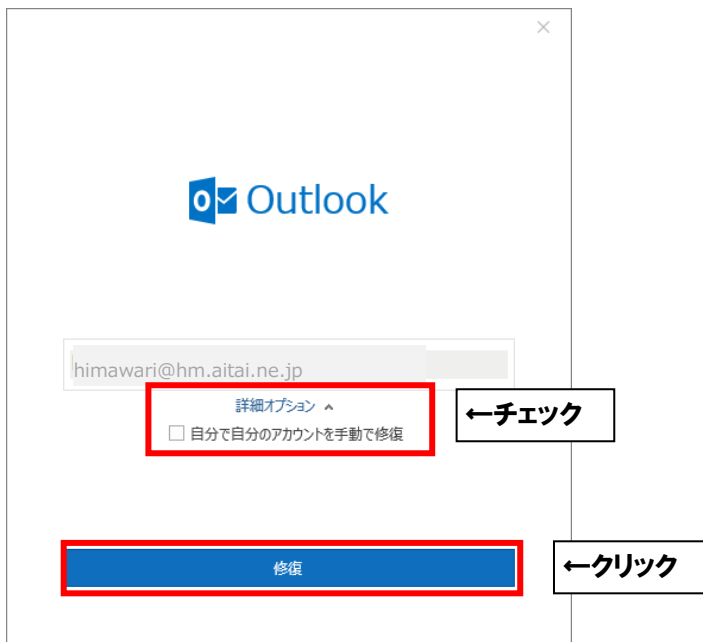 Outlook
himawari@hm.aitai.ne.jp
詳細オプション
←チェック
自分で自分のアカウントを手動で修復
修復
←クリック